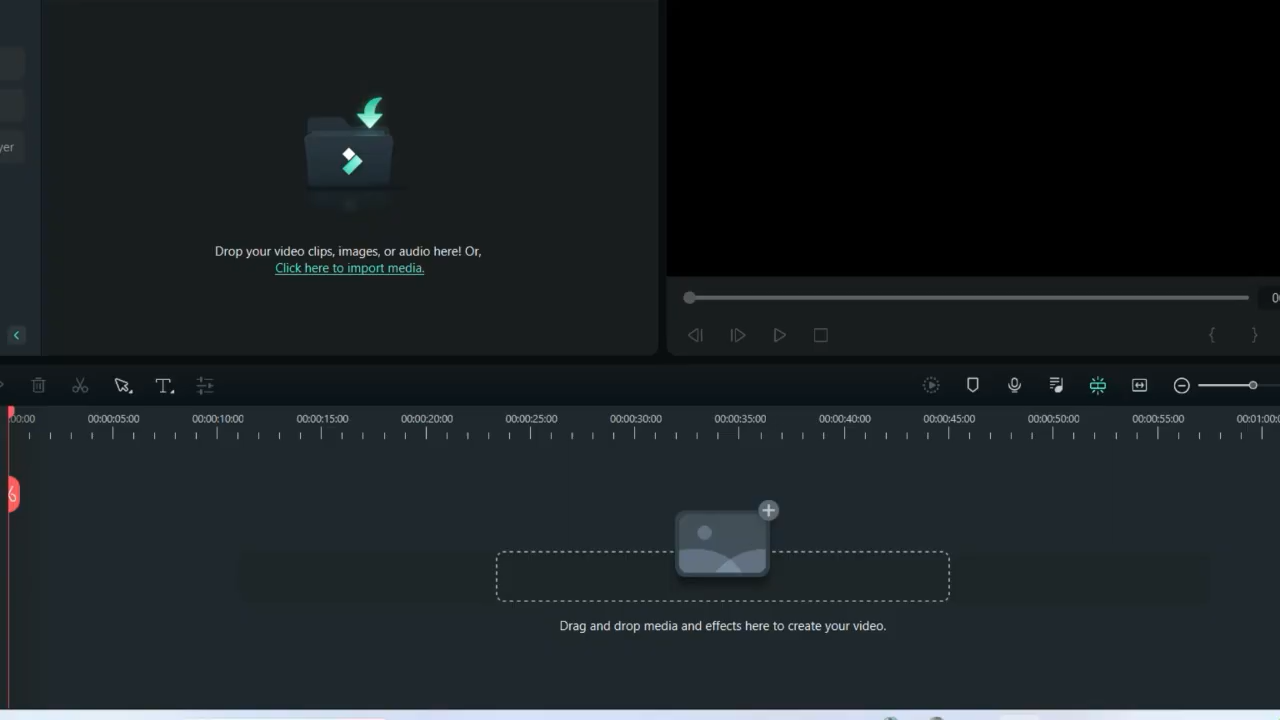 yer
Drop your video clips, images, or audio here! Or,
Click here to import media.
00:00 00:00:05:00 00:00:10:00 00:00:15:00 00:00:20:00 00:00:25:00 00:00:30:00 00:00:35:00 00:00:40:00 00:00:45:00 00:00:50:00 00:00:55:00 00:01:00:0
Drag and drop media and effects here to create your video.